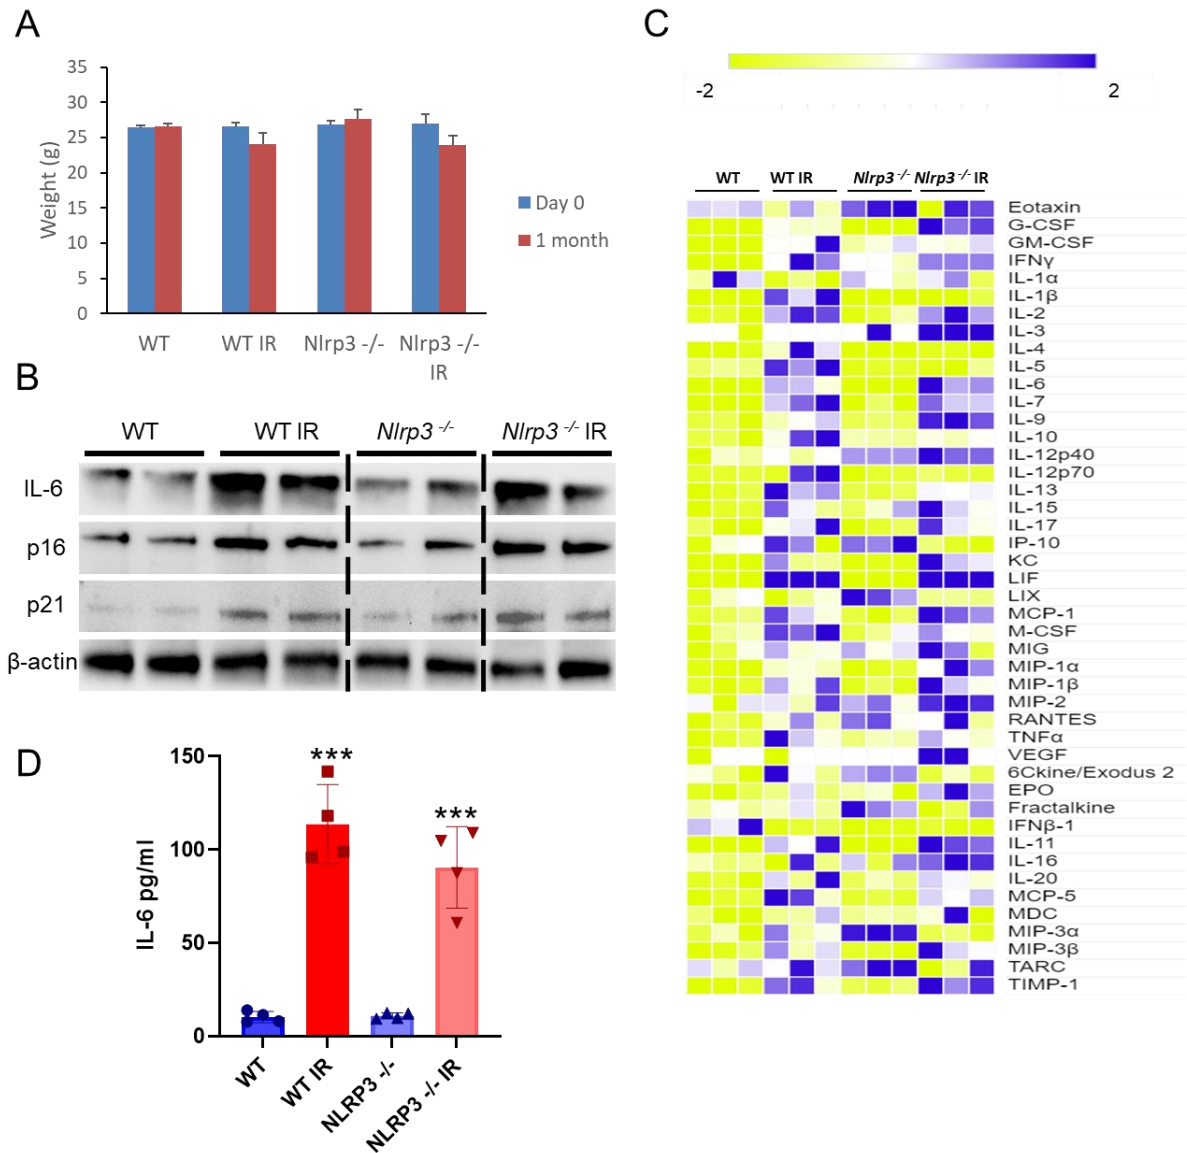 A
35
30
25
20
15
10
5
0
Weight (g)
WT
WT IR
Nlrp3 -/-
Nlrp3 -/-
IR
Day 0
1 month
B
WT
WT IR
Nlrp3 -/-
Nlrp3 -/- IR
IL-6
p16
p21
β-actin
C
-2
2
WT
WT IR
Nlrp3 -/-
Nlrp3 -/- IR
Eotaxin
G-CSF
GM-CSF
IFNγ
IL-1α
IL-1β
IL-2
IL-3
IL-4
IL-5
IL-6
IL-7
IL-9
IL-10
IL-12p40
IL-12p70
IL-13
IL-15
IL-17
IP-10
KC
LIF
LIX
MCP-1
M-CSF
MIG
MIP-1α
MIP-1β
MIP-2
RANTES
TNFα
VEGF
6Ckine/Exodus 2
EPO
Fractalkine
IFNβ-1
IL-11
IL-16
IL-20
MCP-5
MDC
MIP-3α
MIP-3β
TARC
TIMP-1
D
150
100
50
0
IL-6 pg/ml
***
***
WT
WT IR
NLRP3 -/-
NLRP3 -/- IR